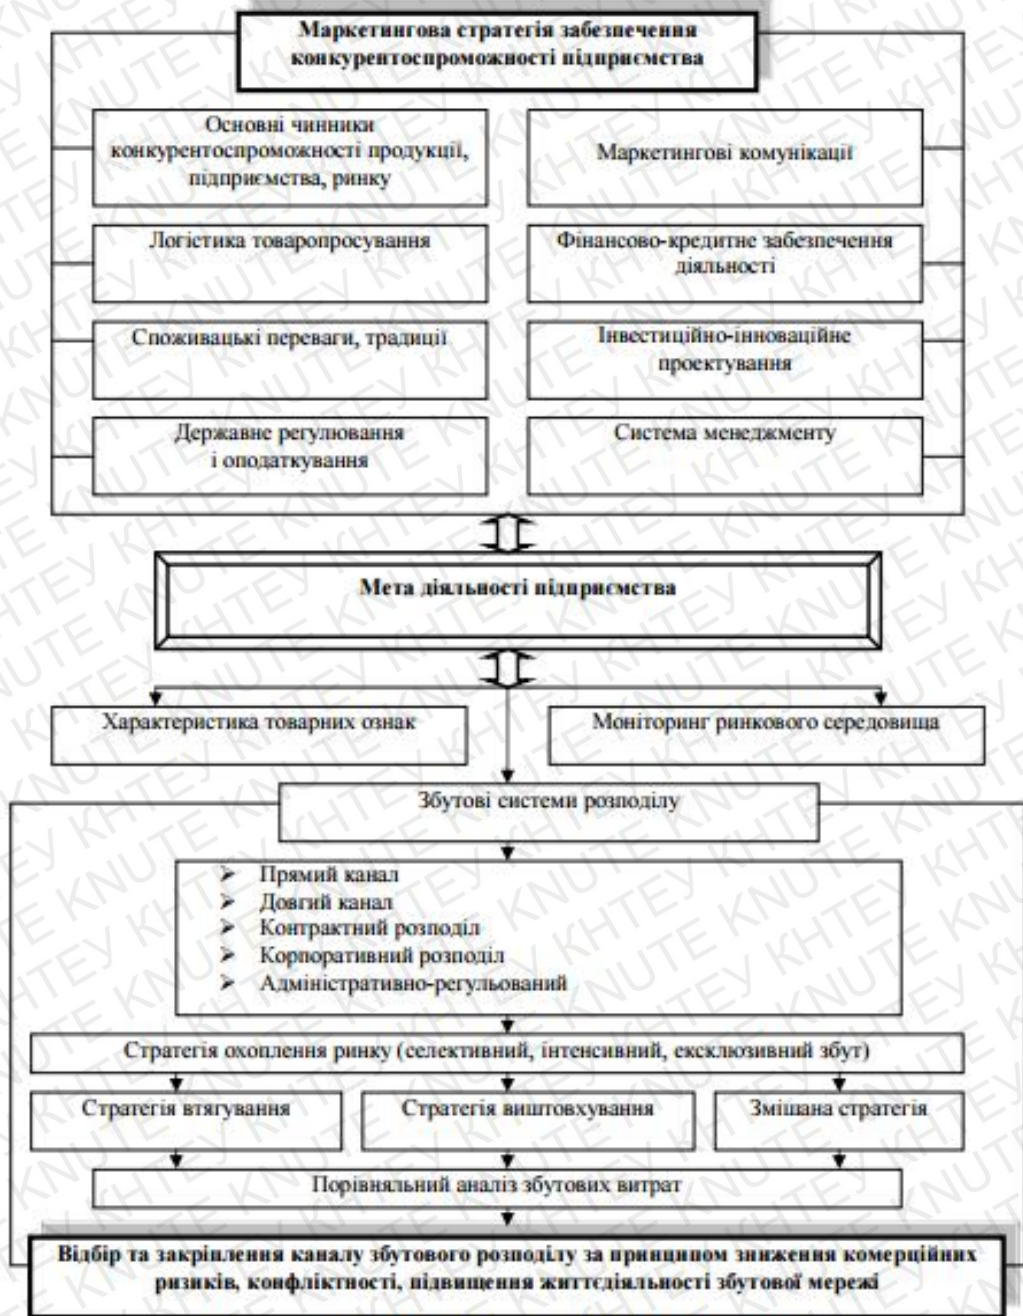 Маркетингова стратегія забезпечення
конкурентоспроможності підприємства
Основні чинники
конкурентоспроможності продукції,
підприємства, ринку
Маркетингові комунікації
Логістика товаропросування
Фінансово-кредитне забезпечення
діяльності
Споживацькі переваги, традиції
Інвестиційно-інноваційне
проектування
Державне регулювання
і оподаткування
Система менеджменту
Мета діяльності підприємства
Характеристика товарних ознак
Моніторинг ринкового середовища
Збутові системи розподілу
➢ Прямий канал
➢ Довгий канал
➢ Контрактний розподіл
➢ Корпоративний розподіл
➢ Адміністративно-регульований
Стратегія охоплення ринку (селективний, інтенсивний, ексклюзивний збут)
Стратегія втягування
Стратегія виштовхування
Змішана стратегія
Порівняльний аналіз збутових витрат
Відбір та закріплення каналу збутового розподілу за принципом зниження комерційних
ризиків, конфліктності, підвищення життєдіяльності збутової мережі
КНТЕУ KNUTE